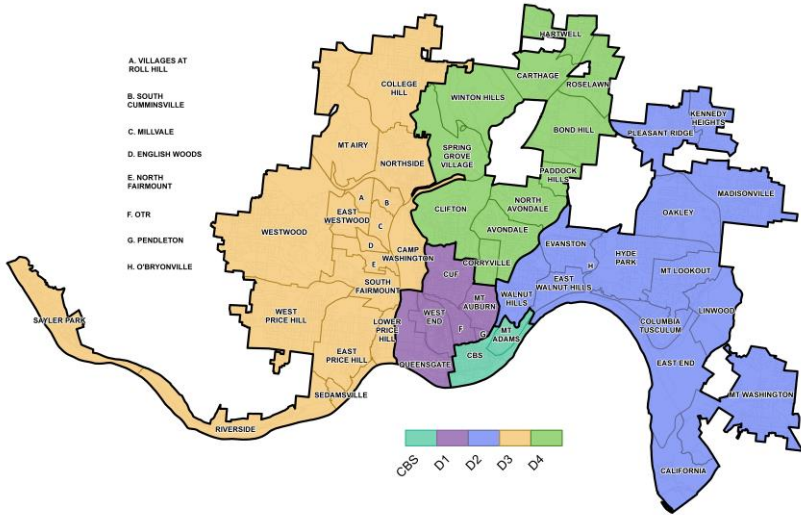 A. VILLAGES AT
ROLL HILL
B. SOUTH
CUMMINSVILLE
C. MILLVALE
D. ENGLISH WOODS
E. NORTH
FAIRMOUNT
F. OTR
G. PENDLETON
H. O'BRYONVILLE
HARTWELL
CARTHAGE
ROSELAWN
COLLEGE
HILL
WINTON HILLS
KENNEDY
HEIGHTS
BOND HILL
PLEASANT RIDGE
MT AIRY
NORTHSIDE
SPRING
GROVE
VILLAGE
PADDOCK
HILLS
MADISONVILLE
A
B
EAST
WESTWOOD
CLIFTON
NORTH
AVONDALE
OAKLEY
WESTWOOD
C
AVONDALE
D
CAMP
WASHINGTON
EVANSTON
HYDE
PARK
E
CORRYVILLE
H
MT LOOKOUT
CUF
EAST
WALNUT HILLS
SOUTH
FAIRMOUNT
SAYLER PARK
WEST
PRICE HILL
MT
AUBURN
WALNUT
HILLS
LINWOOD
LOWER
PRICE
HILL
WEST
END
F
G
MT
ADAMS
COLUMBIA
TUSCULUM
EAST
PRICE HILL
CBS
QUEENSGATE
EAST END
SEDAMSVILLE
MT WASHINGTON
RIVERSIDE
CALIFORNIA
CBS
D1
D2
D3
D4